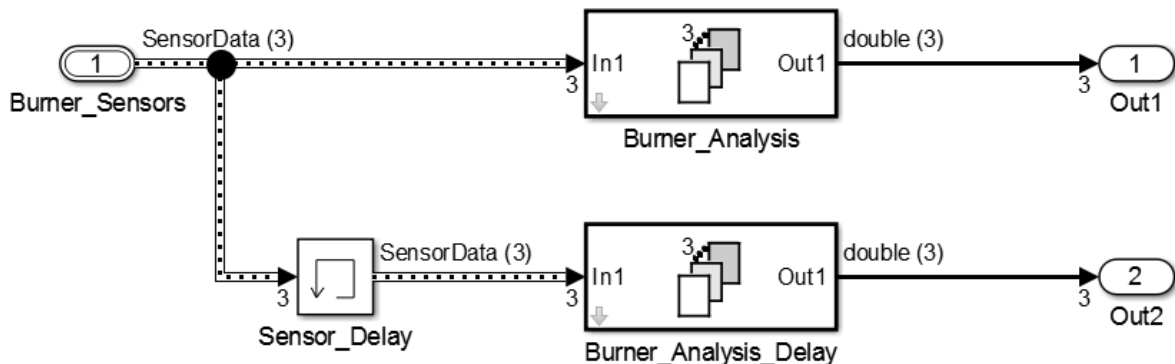 SensorData (3)
1
Burner_Sensors
3
In1
3
Out1
Burner_Analysis
double (3)
3
1
Out1
3
Sensor_Delay
SensorData (3)
3
In1
3
Out1
Burner_Analysis_Delay
double (3)
3
2
Out2